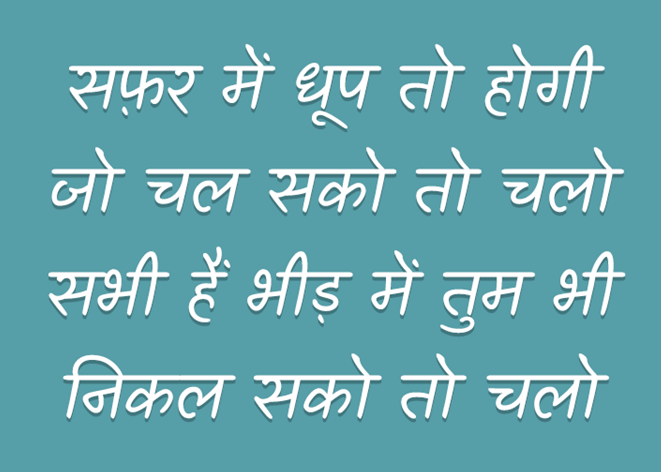 सफ़र में धूप तो होगी
जो चल सको तो चलो
सभी हैं भीड़ में तुम भी
निकल सको तो चलो